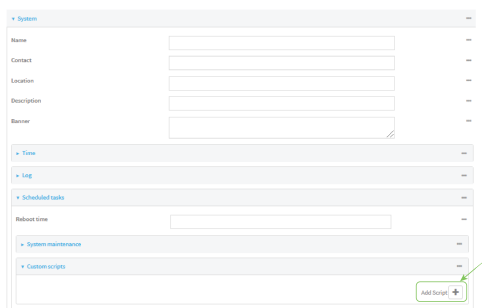 System
Name
Contact
Location
Description
Banner
Time
Log
Scheduled tasks
Reboot time
System maintenance
Custom scripts
Add Script